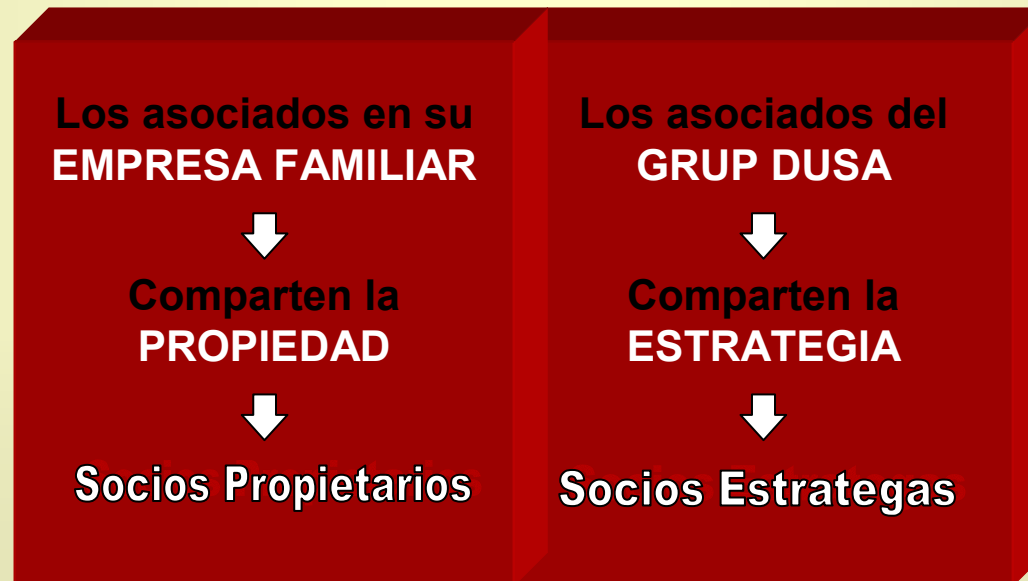 Los asociados en su
EMPRESA FAMILIAR
Comparten la
PROPIEDAD
Socios Propietarios
Los asociados del
GRUP DUSA
Comparten la
ESTRATEGIA
Socios Estrategas